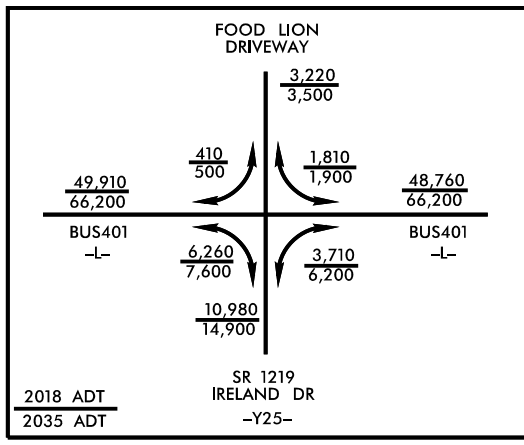 FOOD LION
DRIVEWAY
3,220
3,500
410
500
1,810
1,900
49,910
66,200
48,760
66,200
BUS401
-L-
BUS401
-L-
6,260
7,600
3,710
6,200
10,980
14,900
SR 1219
IRELAND DR
-Y25-
2018 ADT
2035 ADT